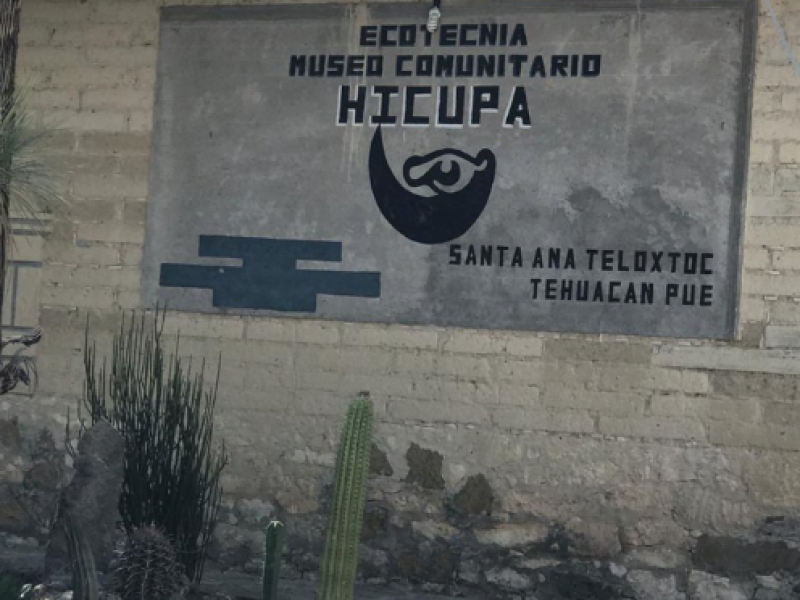 ECOTECNIA
MUSEO COMUNITARIO
HICUPA
SANTA ANA TELOXTOC
TEHUACAN PUE